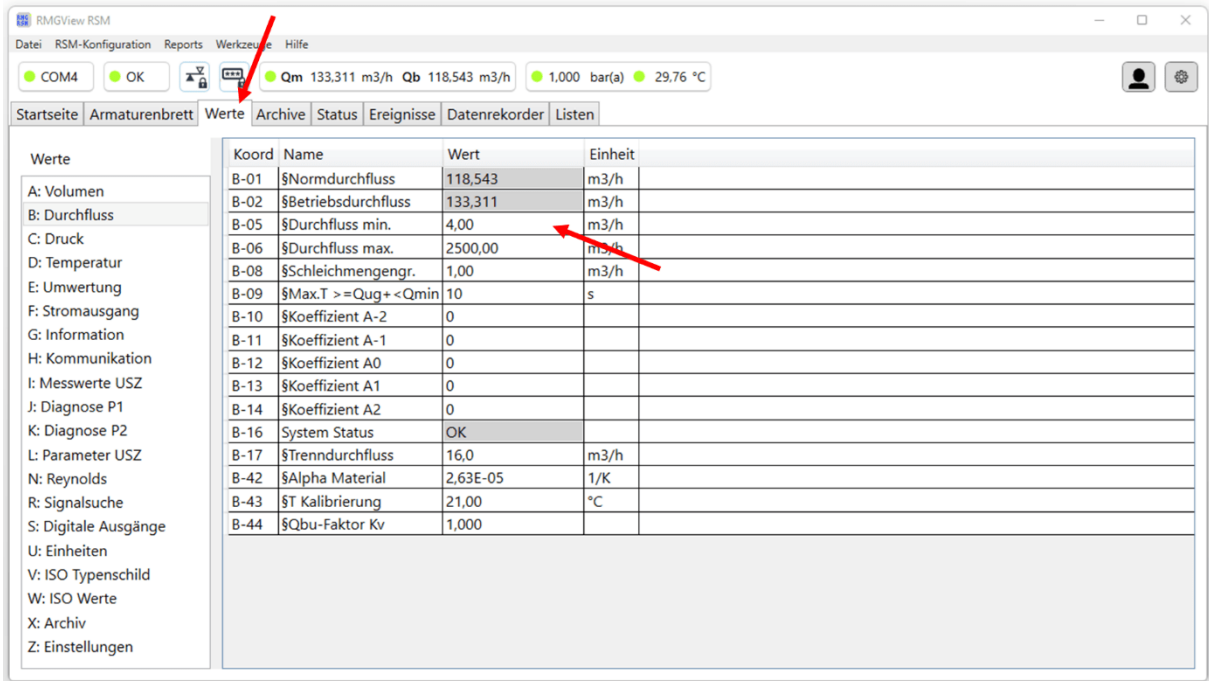 RMG RSM RMGView RSM
Datei RSM-Konfiguration Reports Werkzeuge Hilfe
COM4 OK *** Qm 133,311 m3/h Qb 118,543 m3/h 1,000 bar(a) 29.76 °C
Startseite Armaturenbrett Werte Archive Status Ereignisse Datenrekorder Listen
Werte
A: Volumen
B: Durchfluss
C: Druck
D: Temperatur
E: Umwertung
F: Stromausgang
G: Information
H: Kommunikation
I: Messwerte USZ
J: Diagnose P1
K: Diagnose P2
L: Parameter USZ
N: Reynolds
R: Signalsuche
S: Digitale Ausgänge
U: Einheiten
V: ISO Typenschild
W: ISO Werte
X: Archiv
Z: Einstellungen
Koord Name Wert Einheit
B-01 §Normdurchfluss 118,543 m3/h
B-02 §Betriebsdurchfluss 133,311 m3/h
B-05 §Durchfluss min. 4,00 m3/h
B-06 §Durchfluss max. 2500,00 m3/h
B-08 §Schleichmengengr. 1,00 m3/h
B-09 §Max.T >=Qug+<Qmin 10 s
B-10 §Koeffizient A-2 0
B-11 §Koeffizient A-1 0
B-12 §Koeffizient A0 0
B-13 §Koeffizient A1 0
B-14 §Koeffizient A2 0
B-16 System Status OK
B-17 §Trenndurchfluss 16,0 m3/h
B-42 §Alpha Material 2,63E-05 1/K
B-43 §T Kalibrierung 21,00 °C
B-44 §Qbu-Faktor Kv 1,000